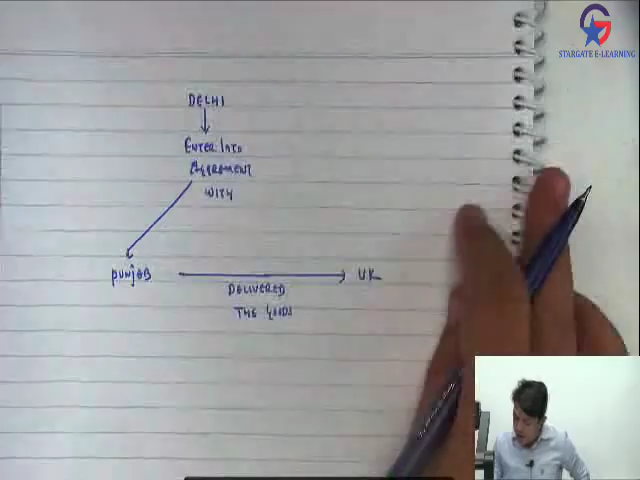 STARGATE E-LEARNING
DELHI
ENTER INTO
AGREEMENT
WITH
PUNJAB
UK
DELIVERED
THE GOODS